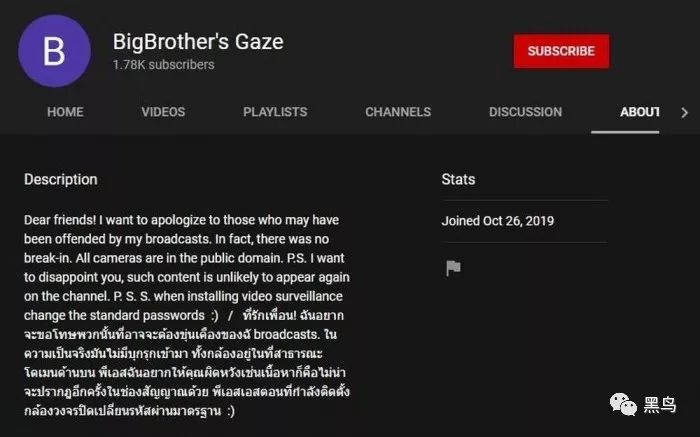 B
BigBrother's Gaze
1.78K subscribers
SUBSCRIBE
HOME
VIDEOS
PLAYLISTS
CHANNELS
DISCUSSION
ABOUT
Description
Dear friends! I want to apologize to those who may have
been offended by my broadcasts. In fact, there was no
break-in. All cameras are in the public domain. P.S. I want
to disappoint you, such content is unlikely to appear again
on the channel. P. S. S. when installing video surveillance
change the standard passwords :) / ที่รักเพื่อน! ฉันอยาก
จะขอโทษพวกนั้นที่อาจจะต้องขุ่นเคืองของฉั broadcasts. ใน
ความเป็นจริงมันไม่มีบุกรุกเข้ามา ทั้งกล้องอยู่ในที่สาธารณะ
โดเมนด้านบน พีเอสฉันอยากให้คุณผิดหวังเช่นเนื้อหาก็คือไม่น่า
จะปรากฏอีกครั้งในช่องสัญญาณด้วย พีเอสเอสตอนที่กำลังติดตั้ง
กล้องวงจรปิดเปลี่ยนรหัสผ่านมาตรฐาน :)
Stats
Joined Oct 26, 2019
黑鸟